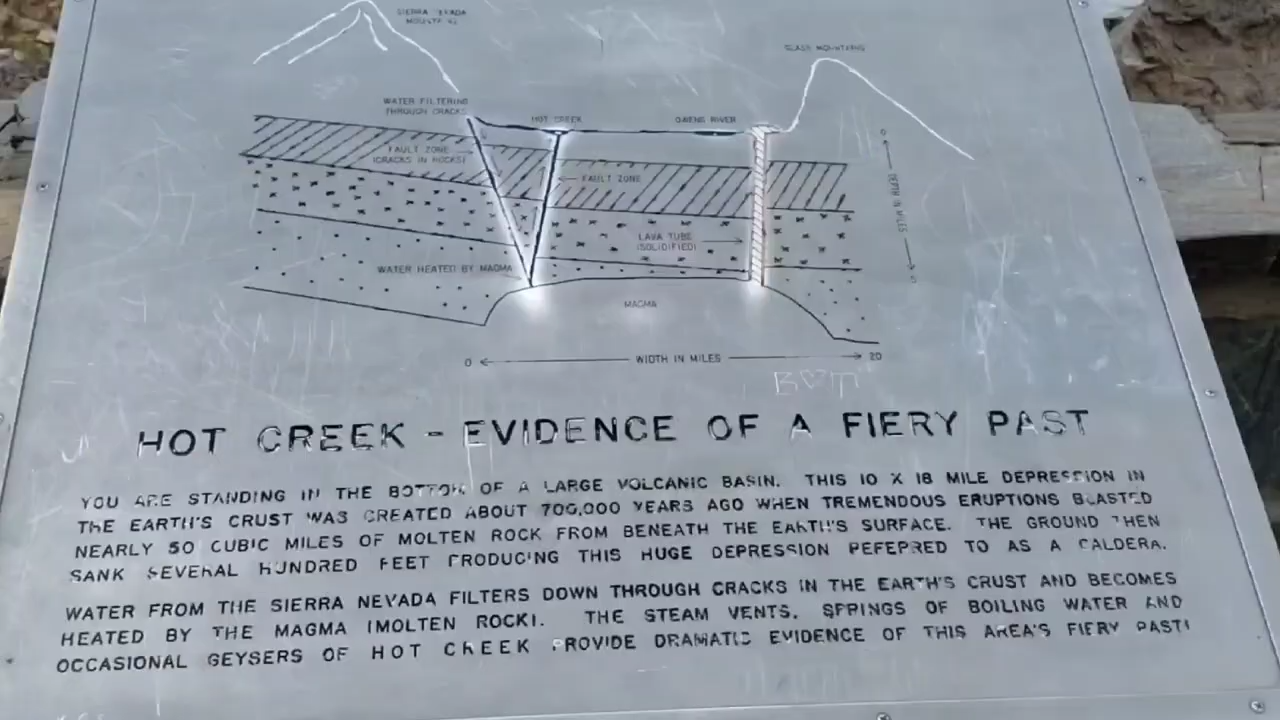 SIERRA NEVADA
GLASS MOUNTAINS
WATER FILTERING
THROUGH CRACKS
HOT CREEK
OWENS RIVER
0
FAULT ZONE
(CRACKS IN ROCKS)
FAULT ZONE
DEPTH IN MILES
LAVA TUBE
(SOLIDIFIED)
WATER HEATED BY MAGMA
5
MAGMA
0 WIDTH IN MILES 20
B♡M
HOT CREEK - EVIDENCE OF A FIERY PAST
YOU ARE STANDING IN THE BOTTOM OF A LARGE VOLCANIC BASIN. THIS 10 X 18 MILE DEPRESSION IN
THE EARTH'S CRUST WAS CREATED ABOUT 700,000 YEARS AGO WHEN TREMENDOUS ERUPTIONS BLASTED
NEARLY 50 CUBIC MILES OF MOLTEN ROCK FROM BENEATH THE EARTH'S SURFACE. THE GROUND THEN
SANK SEVERAL HUNDRED FEET PRODUCING THIS HUGE DEPRESSION REFERRED TO AS A CALDERA.
WATER FROM THE SIERRA NEVADA FILTERS DOWN THROUGH CRACKS IN THE EARTH'S CRUST AND BECOMES
HEATED BY THE MAGMA (MOLTEN ROCK). THE STEAM VENTS, SPRINGS OF BOILING WATER AND
OCCASIONAL GEYSERS OF HOT CREEK PROVIDE DRAMATIC EVIDENCE OF THIS AREA'S FIERY PAST!